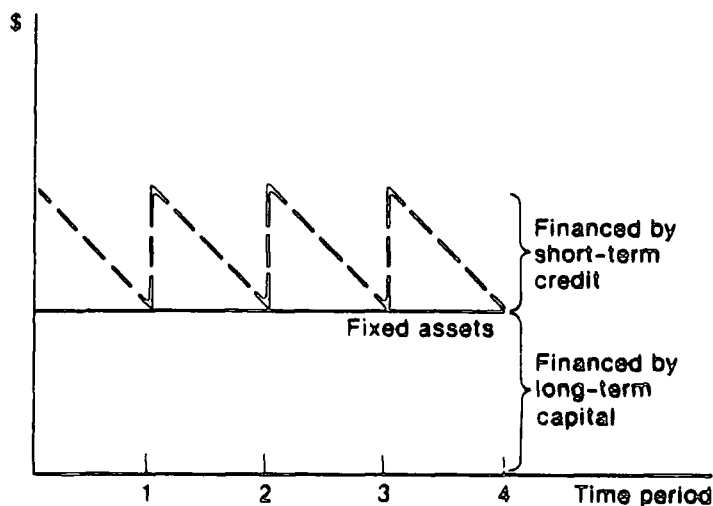 $
Financed by
short-term
credit
Fixed assets
Financed by
long-term
capital
1 2 3 4 Time period